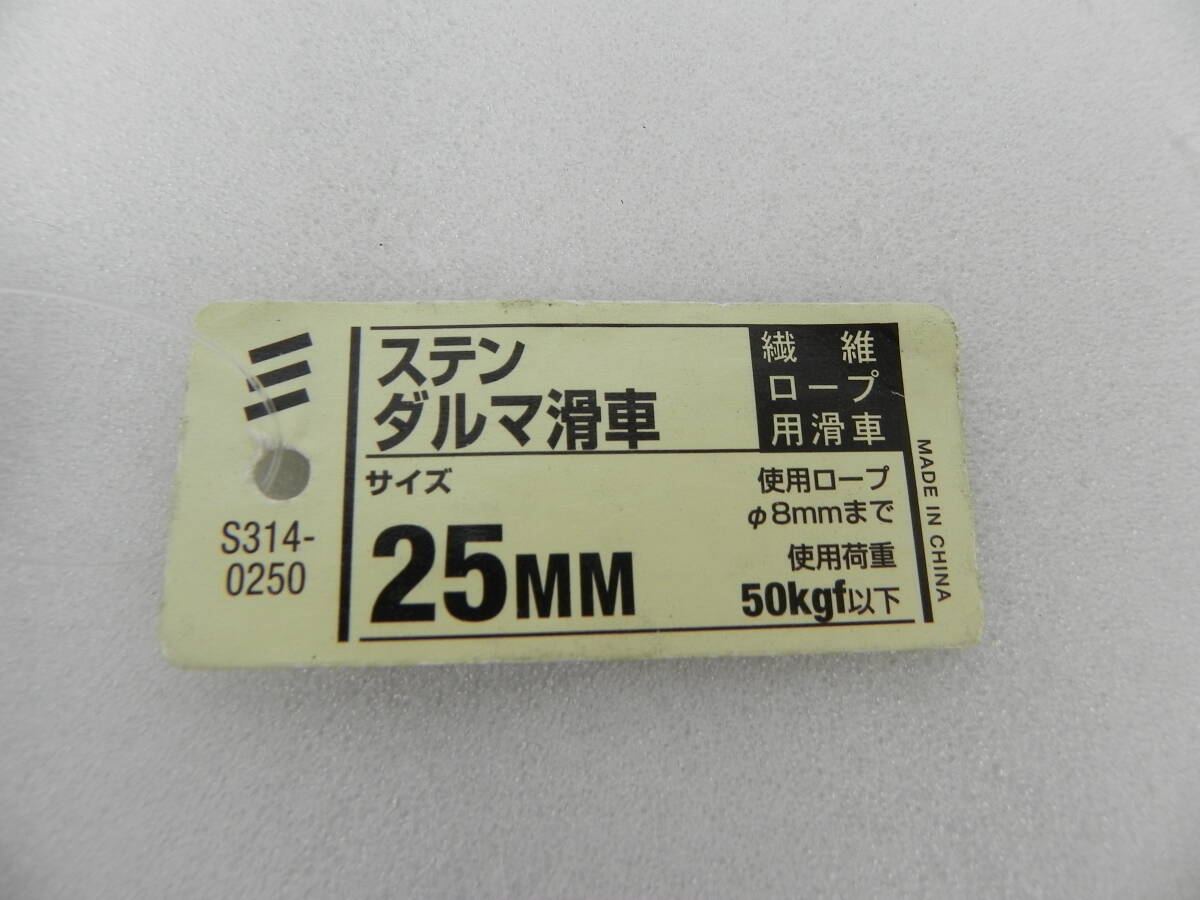 ステン
ダルマ滑車
繊維
ロープ
用滑車
サイズ
25MM
使用ロープ
φ8mmまで
使用荷重
50kgf以下
S314-
0250
MADE IN CHINA